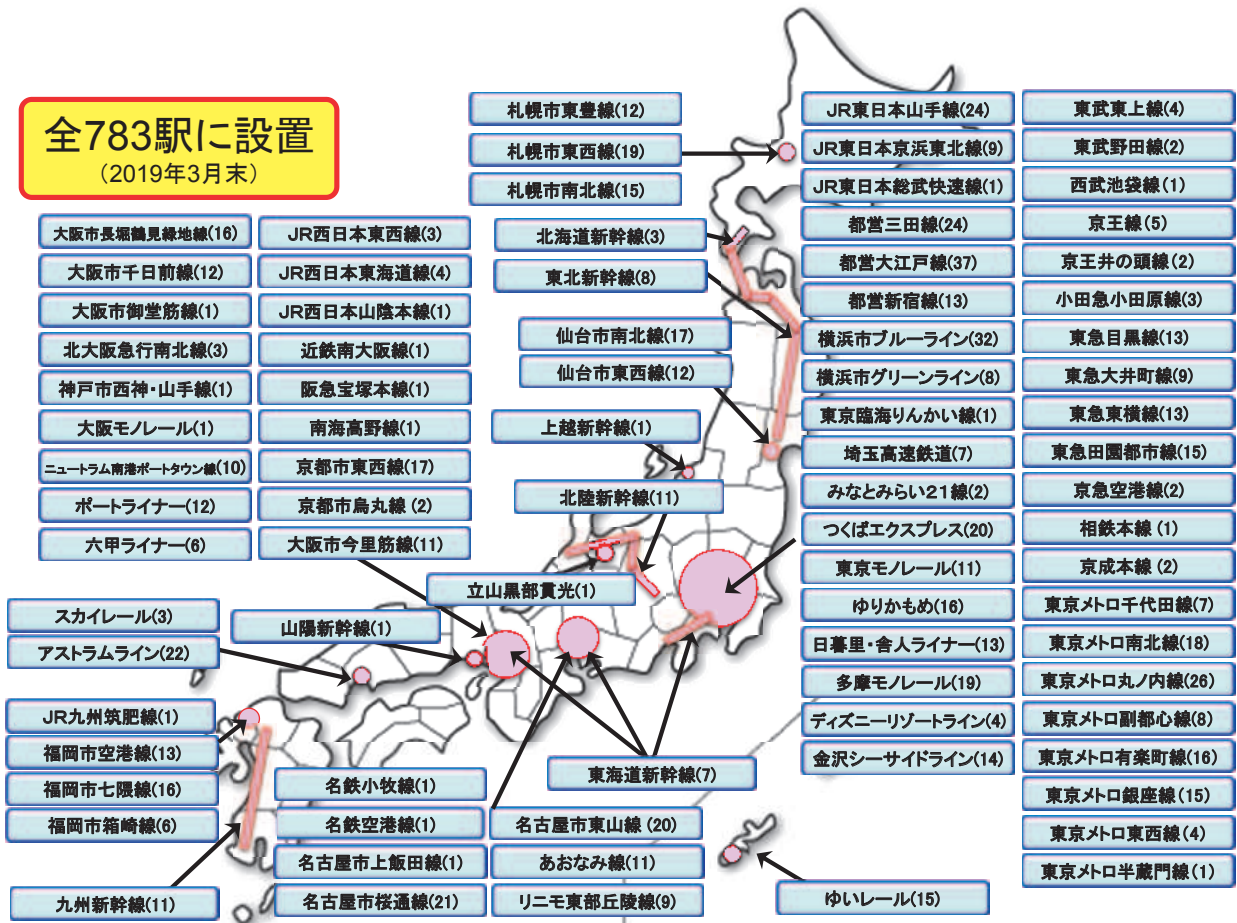 全783駅に設置
(2019年3月末)
札幌市東豊線(12)
札幌市東西線(19)
札幌市南北線(15)
北海道新幹線(3)
東北新幹線(8)
仙台市南北線(17)
仙台市東西線(12)
上越新幹線(1)
北陸新幹線(11)
立山黒部貫光(1)
大阪市長堀鶴見緑地線(16)
大阪市千日前線(12)
大阪市御堂筋線(1)
北大阪急行南北線(3)
神戸市西神・山手線(1)
大阪モノレール(1)
ニュートラム南港ポートタウン線(10)
ポートライナー(12)
六甲ライナー(6)
JR西日本東西線(3)
JR西日本東海道線(4)
JR西日本山陰本線(1)
近鉄南大阪線(1)
阪急宝塚本線(1)
南海高野線(1)
京都市東西線(17)
京都市烏丸線 (2)
大阪市今里筋線(11)
スカイレール(3)
アストラムライン(22)
山陽新幹線(1)
JR九州筑肥線(1)
福岡市空港線(13)
福岡市七隈線(16)
福岡市箱崎線(6)
九州新幹線(11)
名鉄小牧線(1)
名鉄空港線(1)
名古屋市上飯田線(1)
名古屋市桜通線(21)
名古屋市東山線 (20)
あおなみ線(11)
リニモ東部丘陵線(9)
東海道新幹線(7)
ゆいレール(15)
JR東日本山手線(24)
JR東日本京浜東北線(9)
JR東日本総武快速線(1)
都営三田線(24)
都営大江戸線(37)
都営新宿線(13)
横浜市ブルーライン(32)
横浜市グリーンライン(8)
東京臨海りんかい線(1)
埼玉高速鉄道(7)
みなとみらい21線(2)
つくばエクスプレス(20)
東京モノレール(11)
ゆりかもめ(16)
日暮里・舎人ライナー(13)
多摩モノレール(19)
ディズニーリゾートライン(4)
金沢シーサイドライン(14)
東武東上線(4)
東武野田線(2)
西武池袋線(1)
京王線(5)
京王井の頭線(2)
小田急小田原線(3)
東急目黒線(13)
東急大井町線(9)
東急東横線(13)
東急田園都市線(15)
京急空港線(2)
相鉄本線 (1)
京成本線 (2)
東京メトロ千代田線(7)
東京メトロ南北線(18)
東京メトロ丸ノ内線(26)
東京メトロ副都心線(8)
東京メトロ有楽町線(16)
東京メトロ銀座線(15)
東京メトロ東西線(4)
東京メトロ半蔵門線(1)